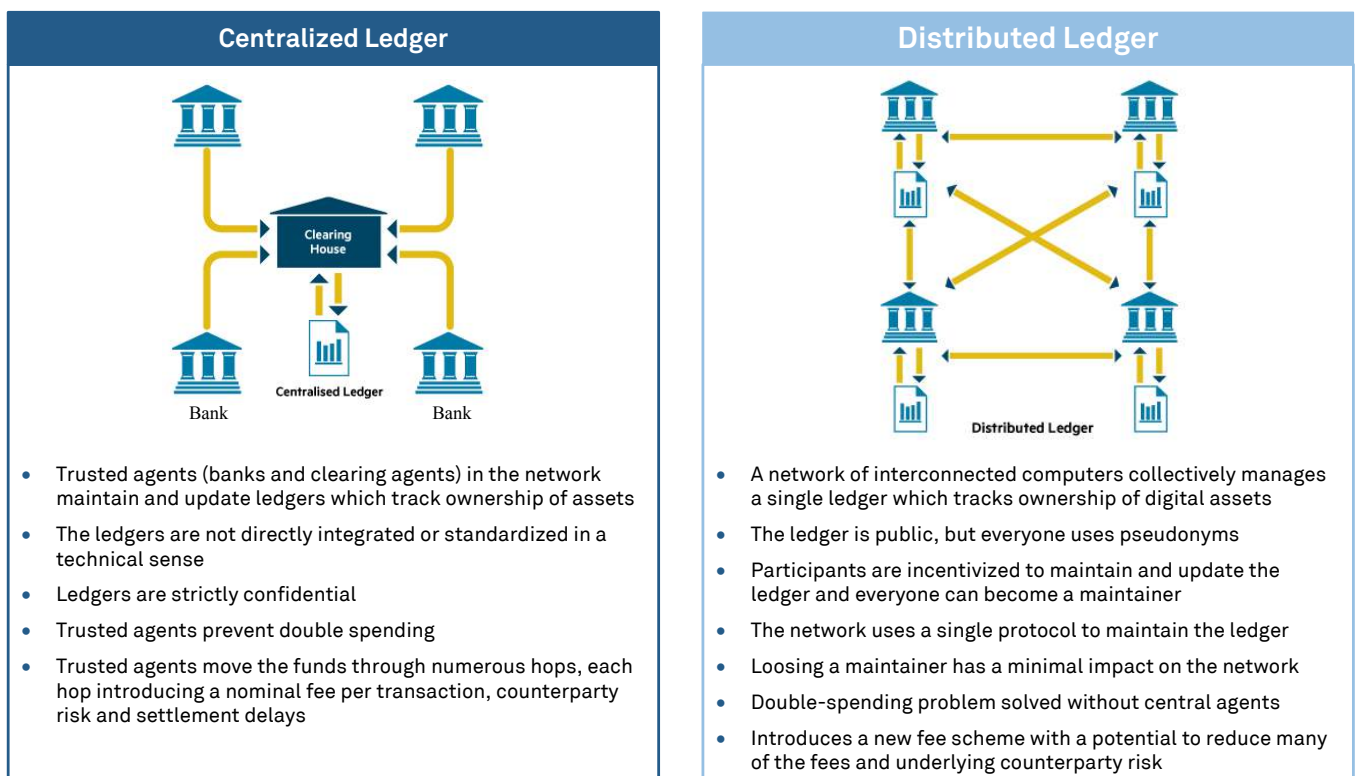 Centralized Ledger
Clearing
House
Centralised Ledger
Bank
Bank
• Trusted agents (banks and clearing agents) in the network
maintain and update ledgers which track ownership of assets
• The ledgers are not directly integrated or standardized in a
technical sense
• Ledgers are strictly confidential
• Trusted agents prevent double spending
• Trusted agents move the funds through numerous hops, each
hop introducing a nominal fee per transaction, counterparty
risk and settlement delays
Distributed Ledger
Distributed Ledger
• A network of interconnected computers collectively manages
a single ledger which tracks ownership of digital assets
• The ledger is public, but everyone uses pseudonyms
• Participants are incentivized to maintain and update the
ledger and everyone can become a maintainer
• The network uses a single protocol to maintain the ledger
• Loosing a maintainer has a minimal impact on the network
• Double-spending problem solved without central agents
• Introduces a new fee scheme with a potential to reduce many
of the fees and underlying counterparty risk